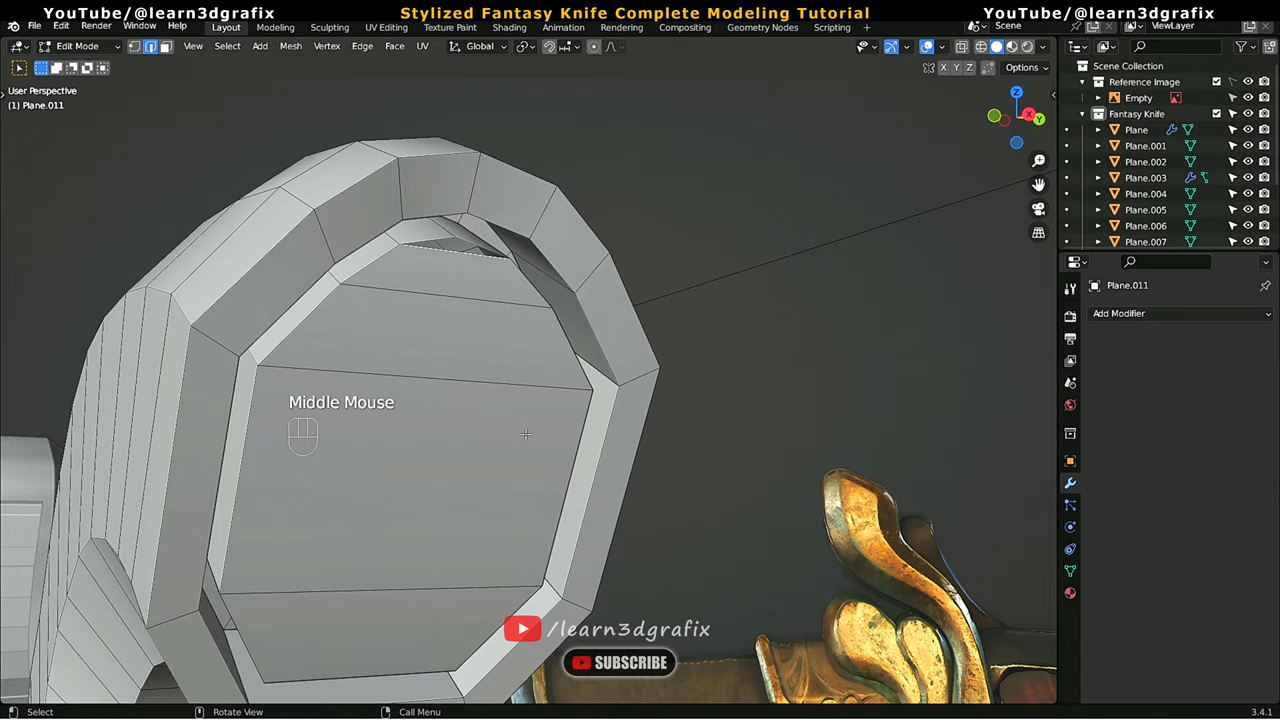 YouTube/@learn3dgrafix
Stylized Fantasy Knife Complete Modeling Tutorial
YouTube/@learn3dgrafix
File
Edit
Render
Window
Help
Layout
Modeling
Sculpting
UV Editing
Texture Paint
Shading
Animation
Rendering
Compositing
Geometry Nodes
Scripting
+
Scene
ViewLayer
Edit Mode
View
Select
Add
Mesh
Vertex
Edge
Face
UV
Global
X
Y
Z
Options
User Perspective
(1) Plane.011
Z
X
Y
Scene Collection
Reference Image
Empty
Fantasy Knife
Plane
Plane.001
Plane.002
Plane.003
Plane.004
Plane.005
Plane.006
Plane.007
Plane.011
Add Modifier
Middle Mouse
/learn3dgrafix
SUBSCRIBE
Select
Rotate View
Call Menu
3.4.1